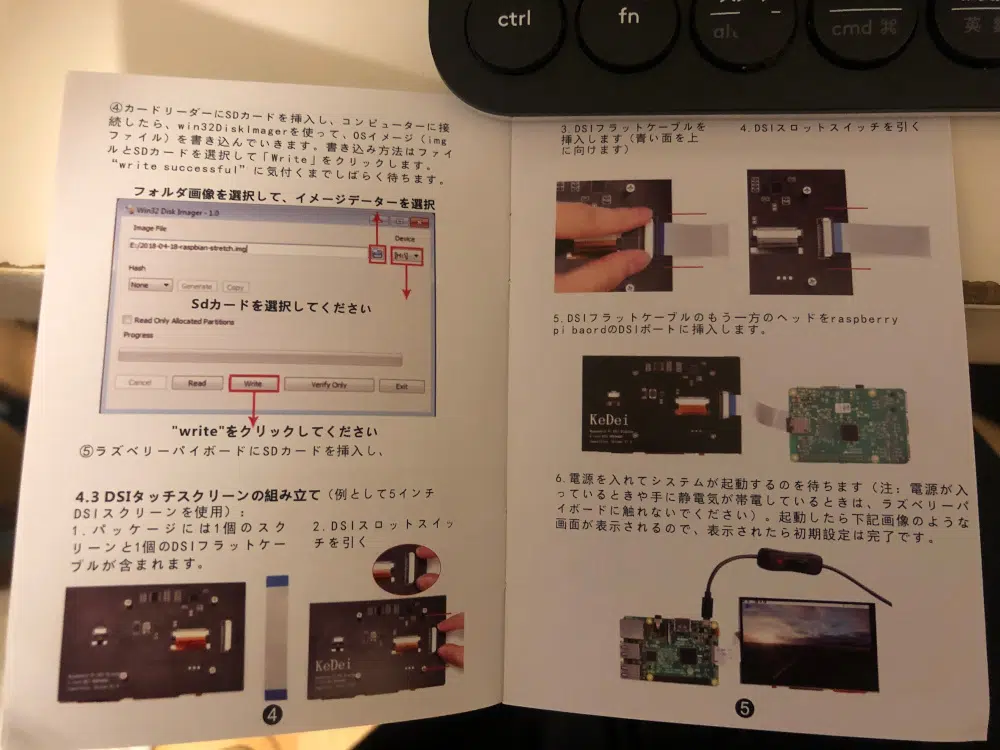 ctrl
fn
cmd ⌘
英
④カードリーダーにSDカードを挿入し、コンピューターに接
続したら、win32DiskImagerを使って、OSイメージ（img
ファイル）を書き込んでいきます。書き込み方法はファイ
ルとSDカードを選択して「Write」をクリックします。
“write successful”に気付くまでしばらく待ちます。
フォルダ画像を選択して、イメージデーターを選択
Win32 Disk Imager - 1.0
Image File
Device
E:/2018-04-18-raspbian-stretch.img
[H:\]
Hash
None
Generate
Copy
Sdカードを選択してください
Read Only Allocated Partitions
Progress
Cancel
Read
Write
Verify Only
Exit
"write"をクリックしてください
⑤ラズベリーパイボードにSDカードを挿入し、
4.3 DSIタッチスクリーンの組み立て（例として5インチ
DSIスクリーンを使用）：
1.パッケージには1個のスク
リーンと1個のDSIフラットケー
ブルが含まれます。
2.DSIスロットスイッ
チを引く
KeDei
④
3.DSIフラットケーブルを
挿入します（青い面を上
に向けます）
4.DSIスロットスイッチを引く
5.DSIフラットケーブルのもう一方のヘッドをraspberry
pi baordのDSIポートに挿入します。
KeDei
6.電源を入れてシステムが起動するのを待ちます（注：電源が入
っているときや手に静電気が帯電しているときは、ラズベリーパ
イボードに触れないでください）。起動したら下記画像のような
画面が表示されるので、表示されたら初期設定は完了です。
⑤